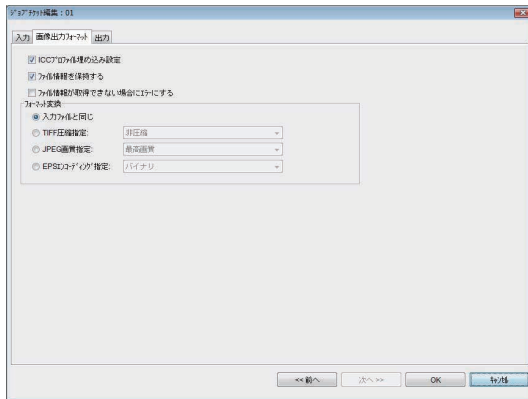 ジョブチケット編集 : 01
入力 画像出力フォーマット 出力
ICCプロファイル埋め込み設定
ファイル情報を保持する
ファイル情報が取得できない場合にエラーにする
フォーマット変換
入力ファイルと同じ
TIFF圧縮指定: 非圧縮
JPEG画質指定: 最高画質
EPSエンコーディング指定: バイナリ
<< 前へ 次へ >> OK キャンセル